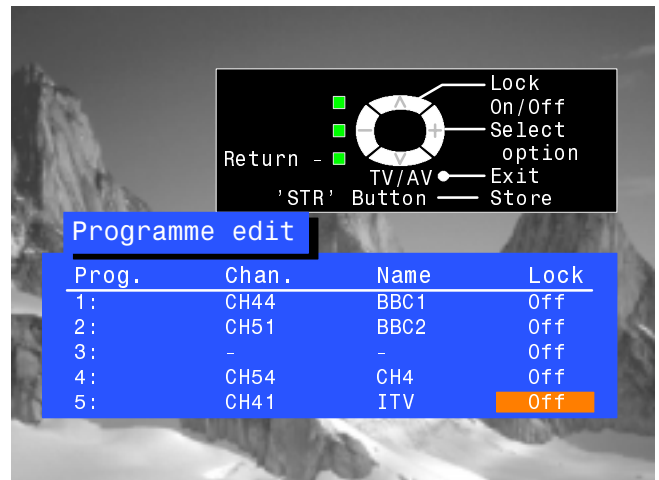 Lock
On/Off
Select
option
Return -
TV/AV Exit
'STR' Button Store
Programme edit
Prog. Chan. Name Lock
1: CH44 BBC1 Off
2: CH51 BBC2 Off
3: - - Off
4: CH54 CH4 Off
5: CH41 ITV Off